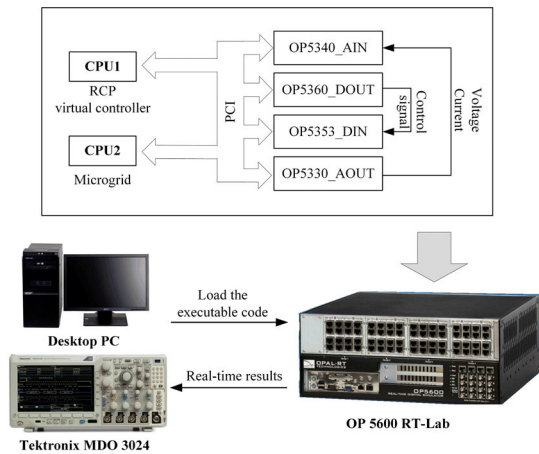 CPU1
RCP
virtual controller
CPU2
Microgrid
PCI
OP5340_AIN
OP5360_DOUT
OP5353_DIN
OP5330_AOUT
Control
signal
Voltage
Current
Desktop PC
Load the
executable code
Real-time results
Tektronix MDO 3024
OPAL-RT
TECHNOLOGIES
OP5600
OP 5600 RT-Lab